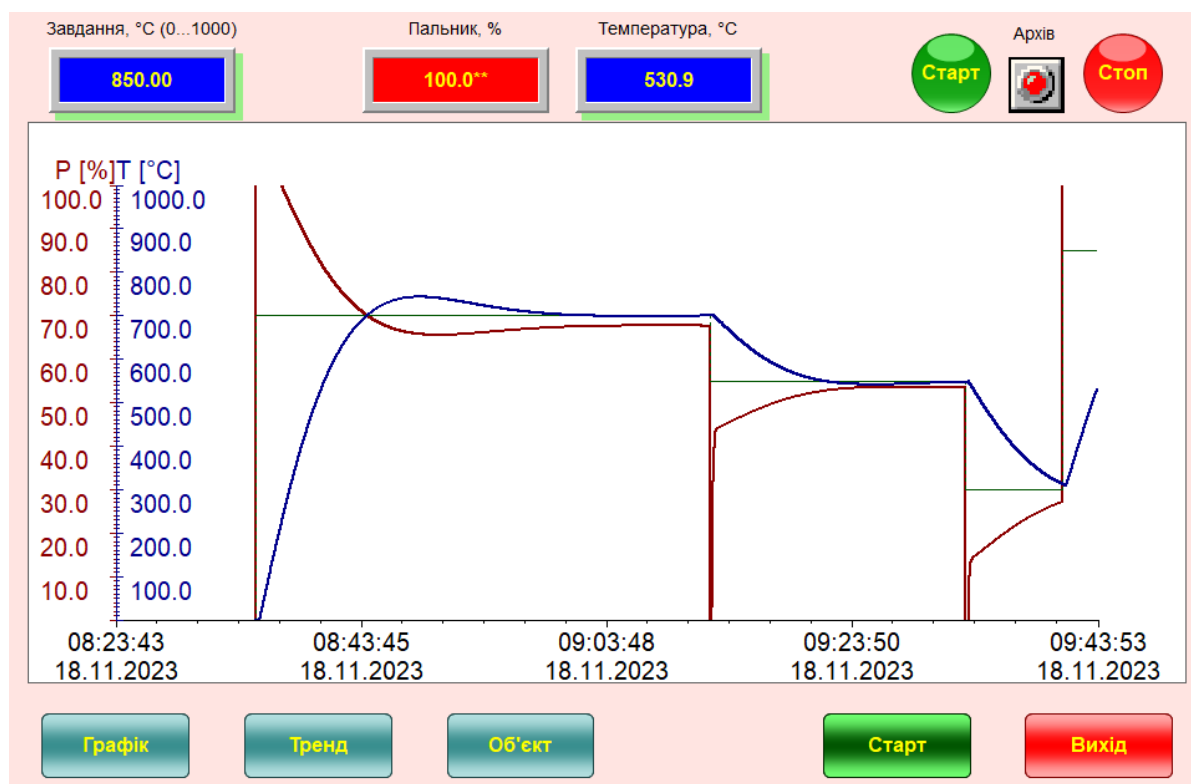 Завдання, °C (0...1000)
Пальник, %
Температура, °C
Архів
850.00
100.0**
530.9
Старт
Стоп
P [%]
T [°C]
100.0
1000.0
90.0
900.0
80.0
800.0
70.0
700.0
60.0
600.0
50.0
500.0
40.0
400.0
30.0
300.0
20.0
200.0
10.0
100.0
08:23:43
18.11.2023
08:43:45
18.11.2023
09:03:48
18.11.2023
09:23:50
18.11.2023
09:43:53
18.11.2023
Графік
Тренд
Об'єкт
Старт
Вихід